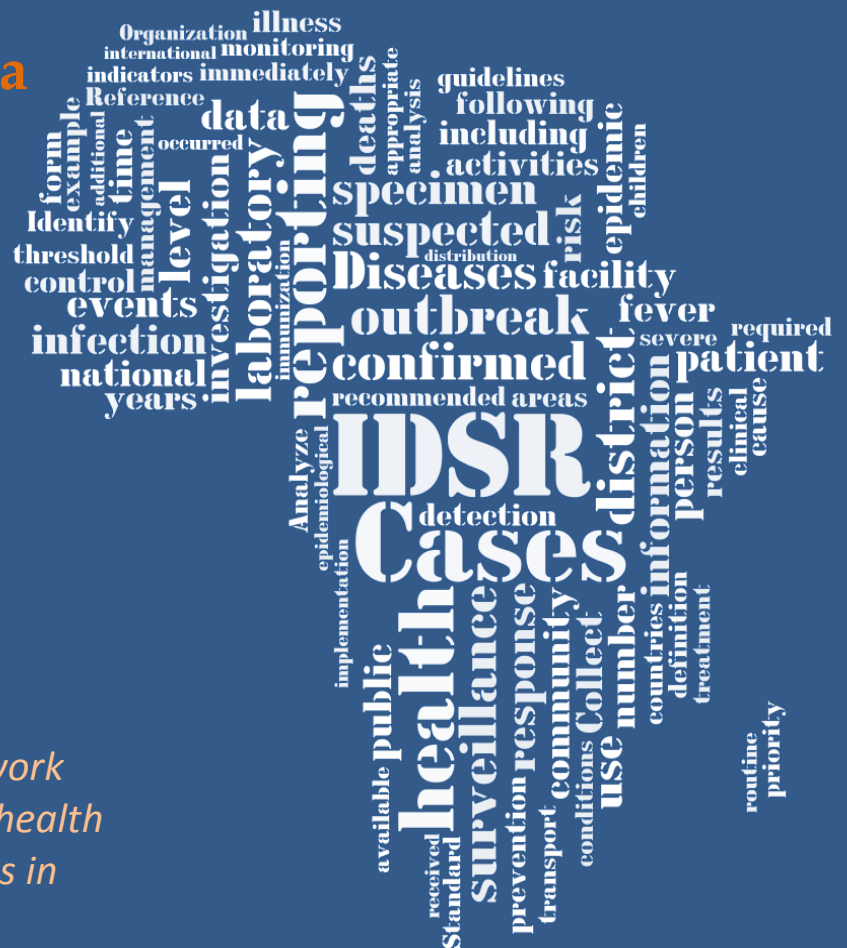 a
illness
Organization
international monitoring
indicators immediately
Reference
data
occurred
form
example
additional
time
management
level
investigation
laboratory
immunization
reporting
deaths
appropriate
analysis
guidelines
following
including
activities
epidemic
children
specimen
suspected
risk
distribution
Diseases facility
Identify
threshold
control
events
infection
national
years
outbreak
fever
severe
required
confirmed
patient
recommended areas
district
information
person
results
clinical
cause
IDSR
Analyze
epidemiological
detection
Cases
implementation
health
surveillance
response
community
Collect
number
countries
definition
treatment
public
available
received
Standard
prevention
transport
conditions
use
routine
priority
work
health
s in